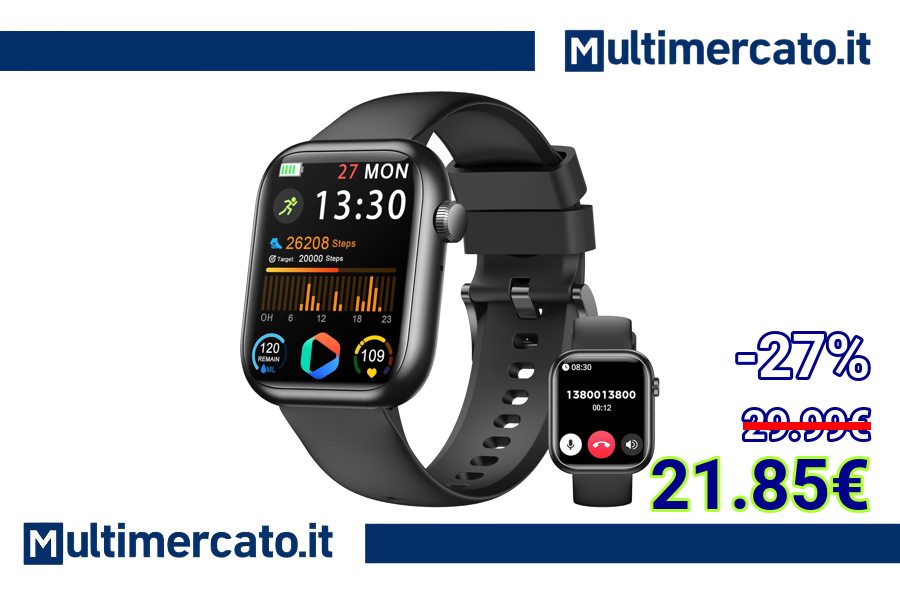 Multimercato.it
27 MON
13:30
26208 Steps
Target: 20000 Steps
OH 6 12 18 23
120
REMAIN
ML
109
08:30
1380013800
00:12
-27%
29.99€
21.85€
Multimercato.it